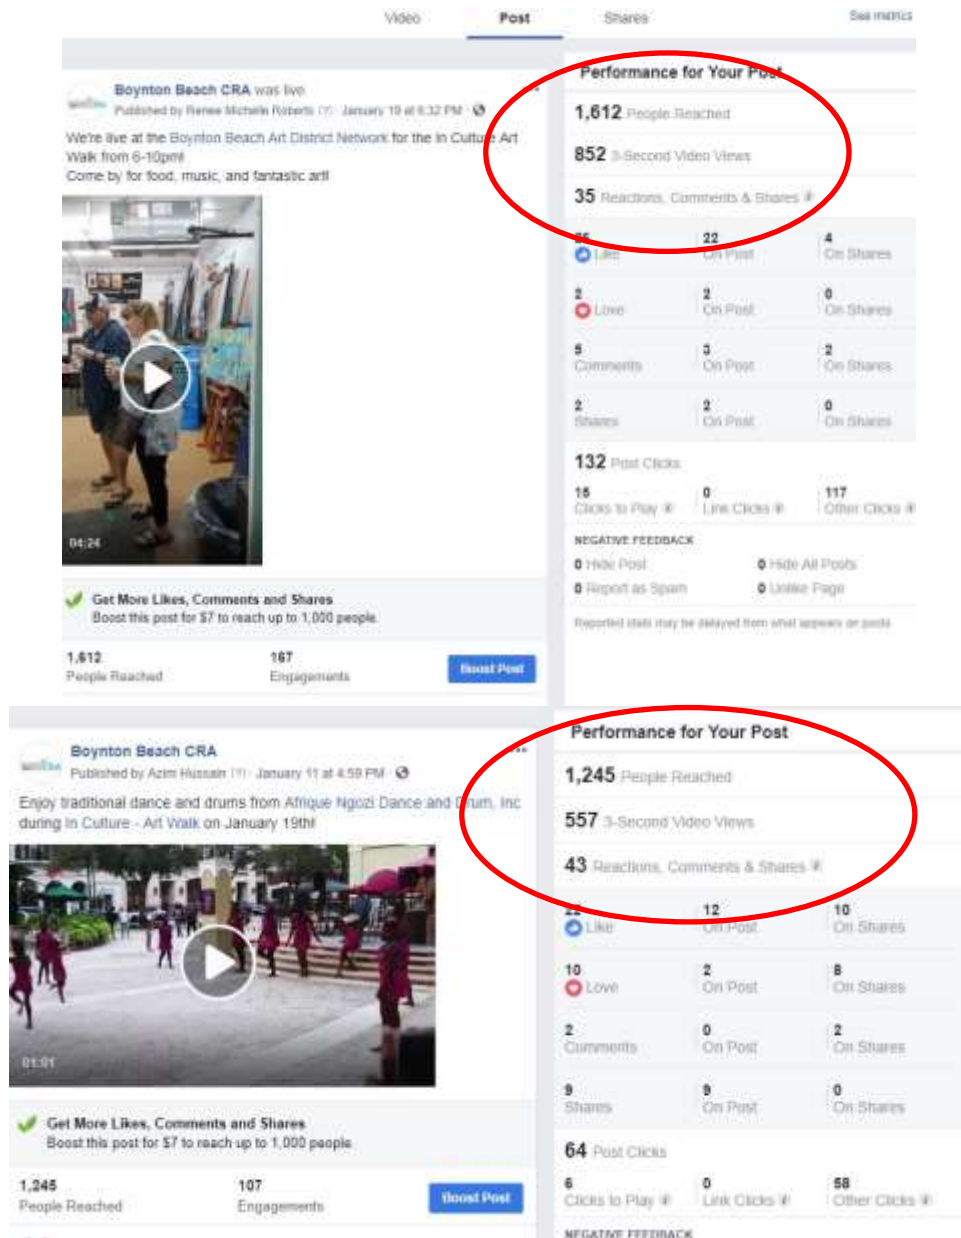 Video Post Shares See metrics
Boynton Beach CRA was live
Published by Renee Michelle Roberts [?] · January 19 at 6:32 PM ·
We're live at the Boynton Beach Art District Network for the In Culture Art
Walk from 6-10pm!
Come by for food, music, and fantastic art!
04:24
Get More Likes, Comments and Shares
Boost this post for $7 to reach up to 1,000 people.
1,612 167
People Reached Engagements
Boost Post
Performance for Your Post
1,612 People Reached
852 3-Second Video Views
35 Reactions, Comments & Shares
22 4
Like On Post On Shares
2 2 0
Love On Post On Shares
5 3 2
Comments On Post On Shares
2 2 0
Shares On Post On Shares
132 Post Clicks
15 0 117
Clicks to Play Link Clicks Other Clicks
NEGATIVE FEEDBACK
0 Hide Post 0 Hide All Posts
0 Report as Spam 0 Unlike Page
Reported stats may be delayed from what appears on posts
Boynton Beach CRA
Published by Azim Hussain [?] · January 11 at 4:59 PM ·
Enjoy traditional dance and drums from Afrique Ngozi Dance and Drum, Inc
during In Culture - Art Walk on January 19th!
01:01
Get More Likes, Comments and Shares
Boost this post for $7 to reach up to 1,000 people.
1,245 107
People Reached Engagements
Boost Post
Performance for Your Post
1,245 People Reached
557 3-Second Video Views
43 Reactions, Comments & Shares
22 12 10
Like On Post On Shares
10 2 8
Love On Post On Shares
2 0 2
Comments On Post On Shares
9 9 0
Shares On Post On Shares
64 Post Clicks
6 0 58
Clicks to Play Link Clicks Other Clicks
NEGATIVE FEEDBACK